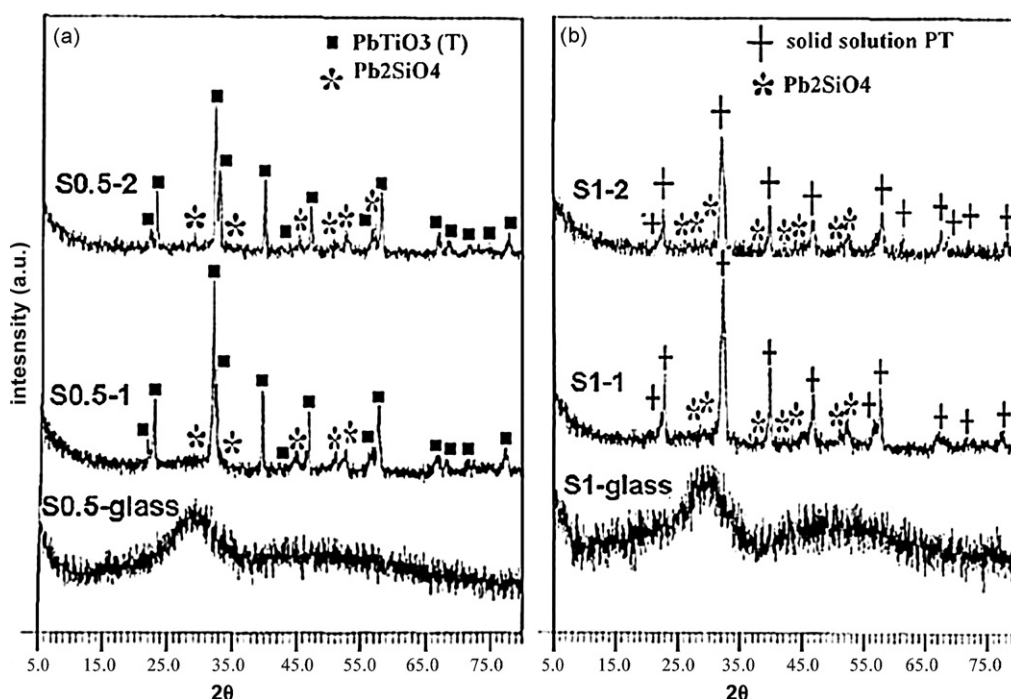 (a)
PbTiO3 (T)
Pb2SiO4
S0.5-2
S0.5-1
S0.5-glass
intesnsity (a.u.)
5.0 15.0 25.0 35.0 45.0 55.0 65.0 75.0
2θ
(b)
solid solution PT
Pb2SiO4
S1-2
S1-1
S1-glass
5.0 15.0 25.0 35.0 45.0 55.0 65.0 75.0
2θ